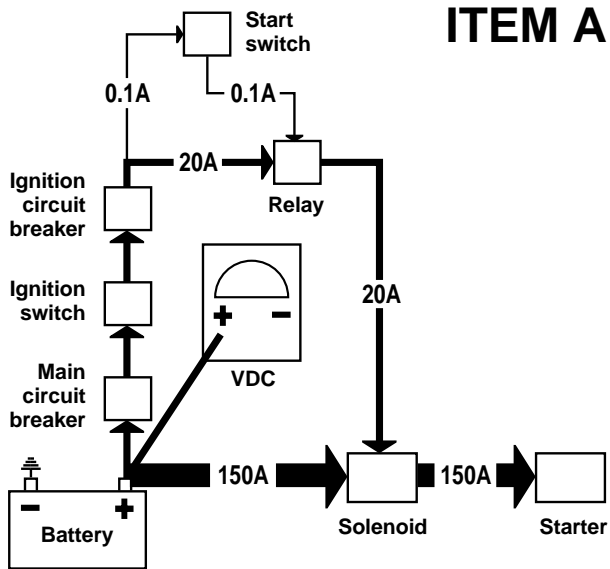 ITEM A
Start
switch
0.1A
0.1A
20A
Relay
Ignition
circuit
breaker
Ignition
switch
+ −
VDC
20A
Main
circuit
breaker
150A
150A
− +
Battery
Solenoid
Starter